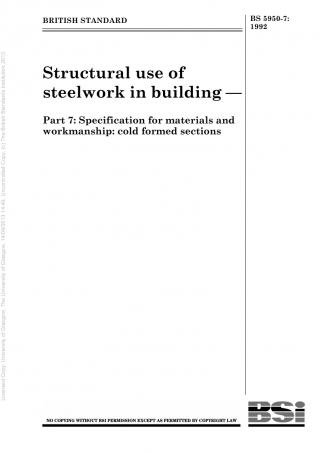 BRITISH STANDARD
BS 5950-7:
1992
Structural use of
steelwork in building —
Part 7: Specification for materials and
workmanship: cold formed sections
Licensed Copy: University of Glasgow, The University of Glasgow, 14/03/2013 14:49, Uncontrolled Copy, (c) The British Standards Institution 2013
BSi
NO COPYING WITHOUT BSI PERMISSION EXCEPT AS PERMITTED BY COPYRIGHT LAW